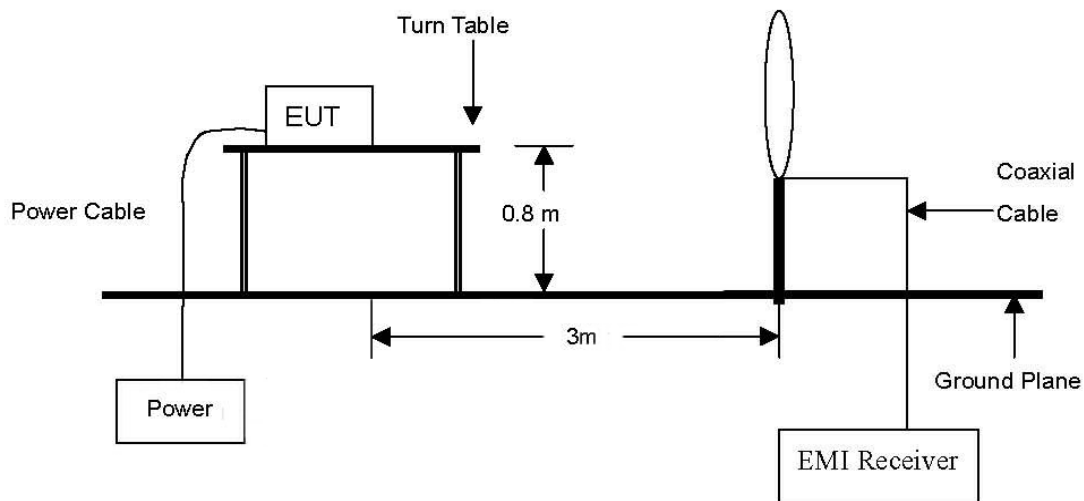 Turn Table
EUT
Coaxial
Cable
Power Cable
0.8 m
3m
Ground Plane
Power
EMI Receiver